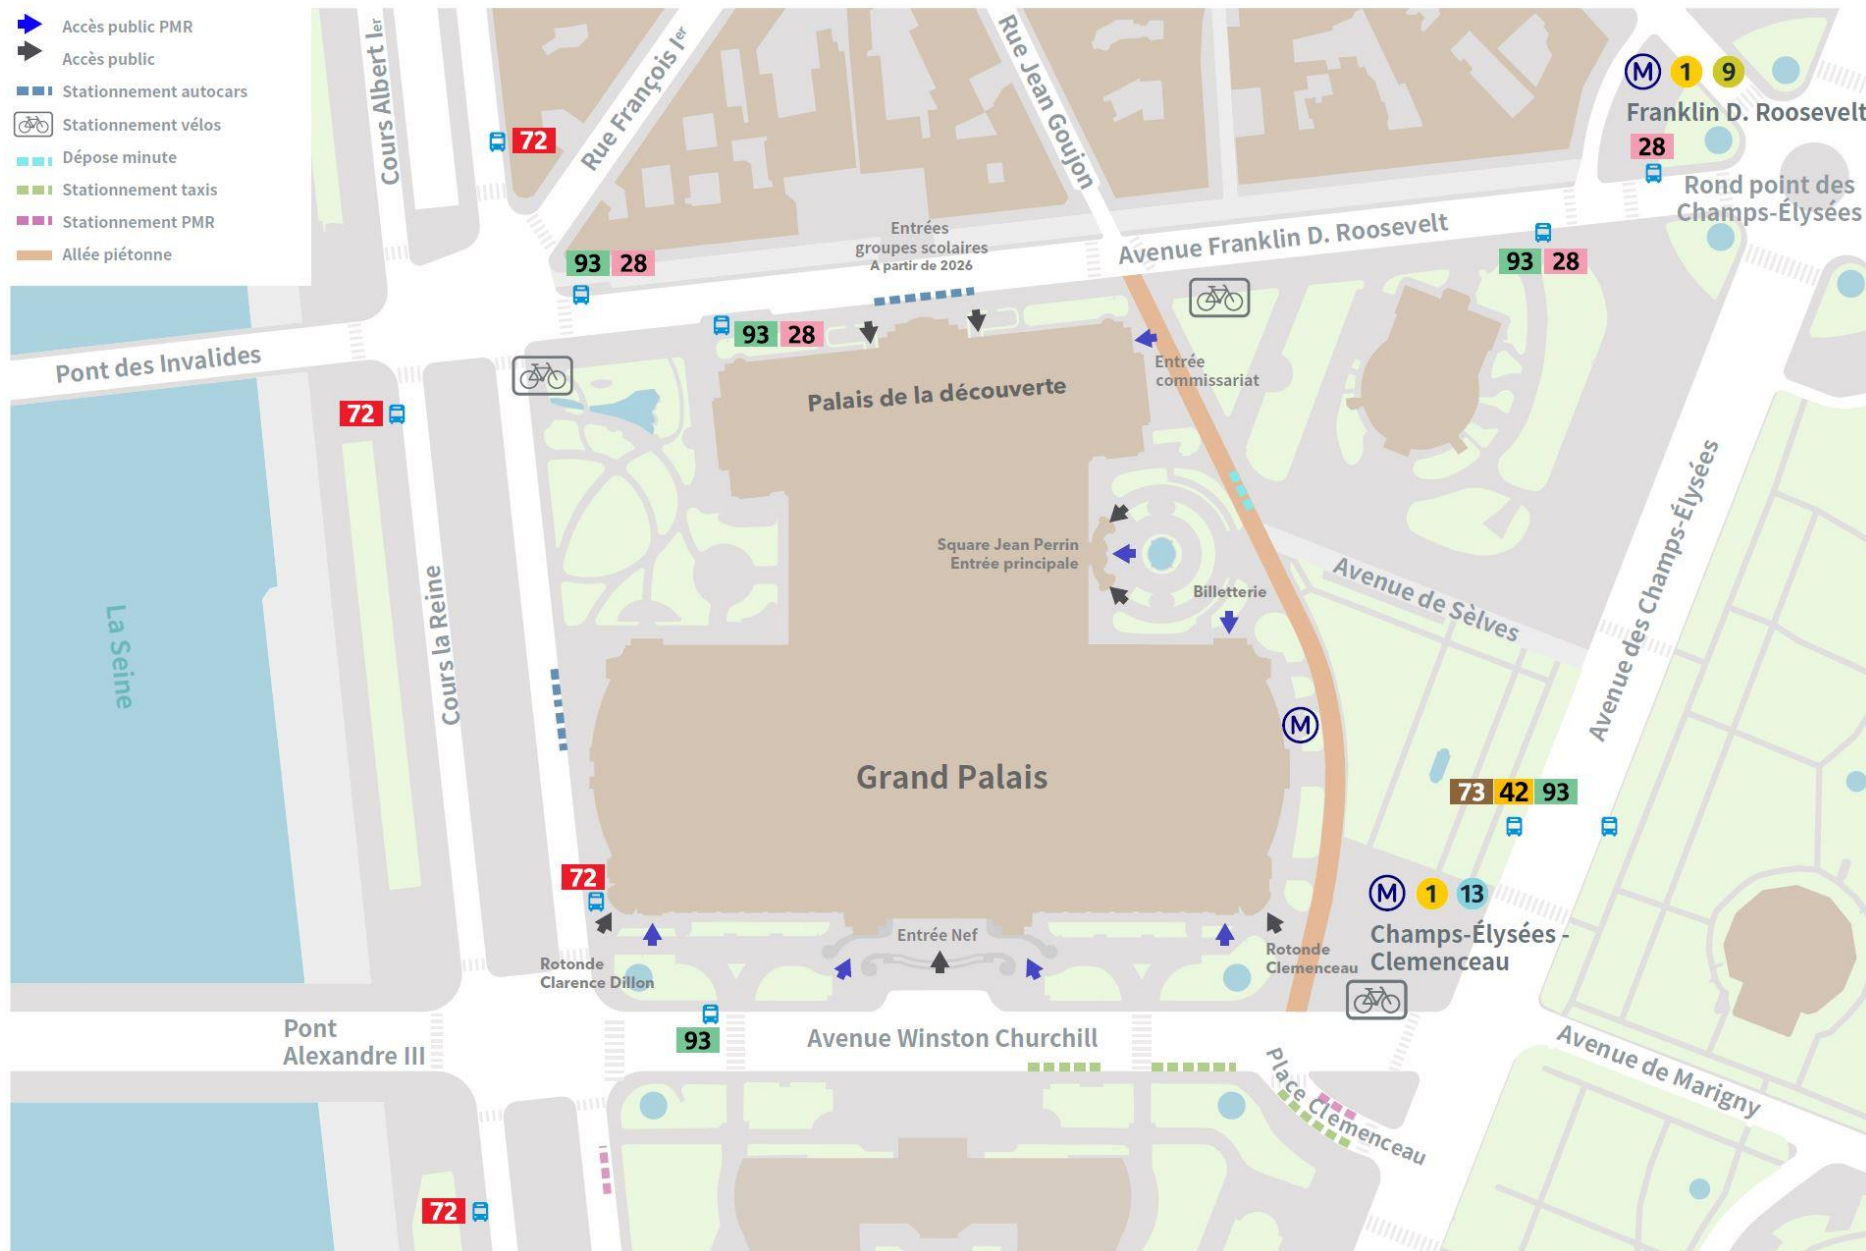 Accès public PMR
Accès public
Stationnement autocars
Stationnement vélos
Dépose minute
Stationnement taxis
Stationnement PMR
Allée piétonne
Cours Albert Ier
72
Rue François Ier
Rue Jean Goujon
M 1 9
Franklin D. Roosevelt
28
Rond point des
Champs-Élysées
Entrées
groupes scolaires
A partir de 2026
Avenue Franklin D. Roosevelt
93 28
93 28
93 28
Pont des Invalides
Entrée
commissariat
Palais de la découverte
72
Avenue des Champs-Élysées
Square Jean Perrin
Entrée principale
Avenue de Sèlves
Billetterie
La Seine
Cours la Reine
M
Grand Palais
73 42 93
72
M 1 13
Champs-Élysées -
Clemenceau
Entrée Nef
Rotonde
Clemenceau
Rotonde
Clarence Dillon
Pont
Alexandre III
93
Avenue Winston Churchill
Place Clemenceau
Avenue de Marigny
72